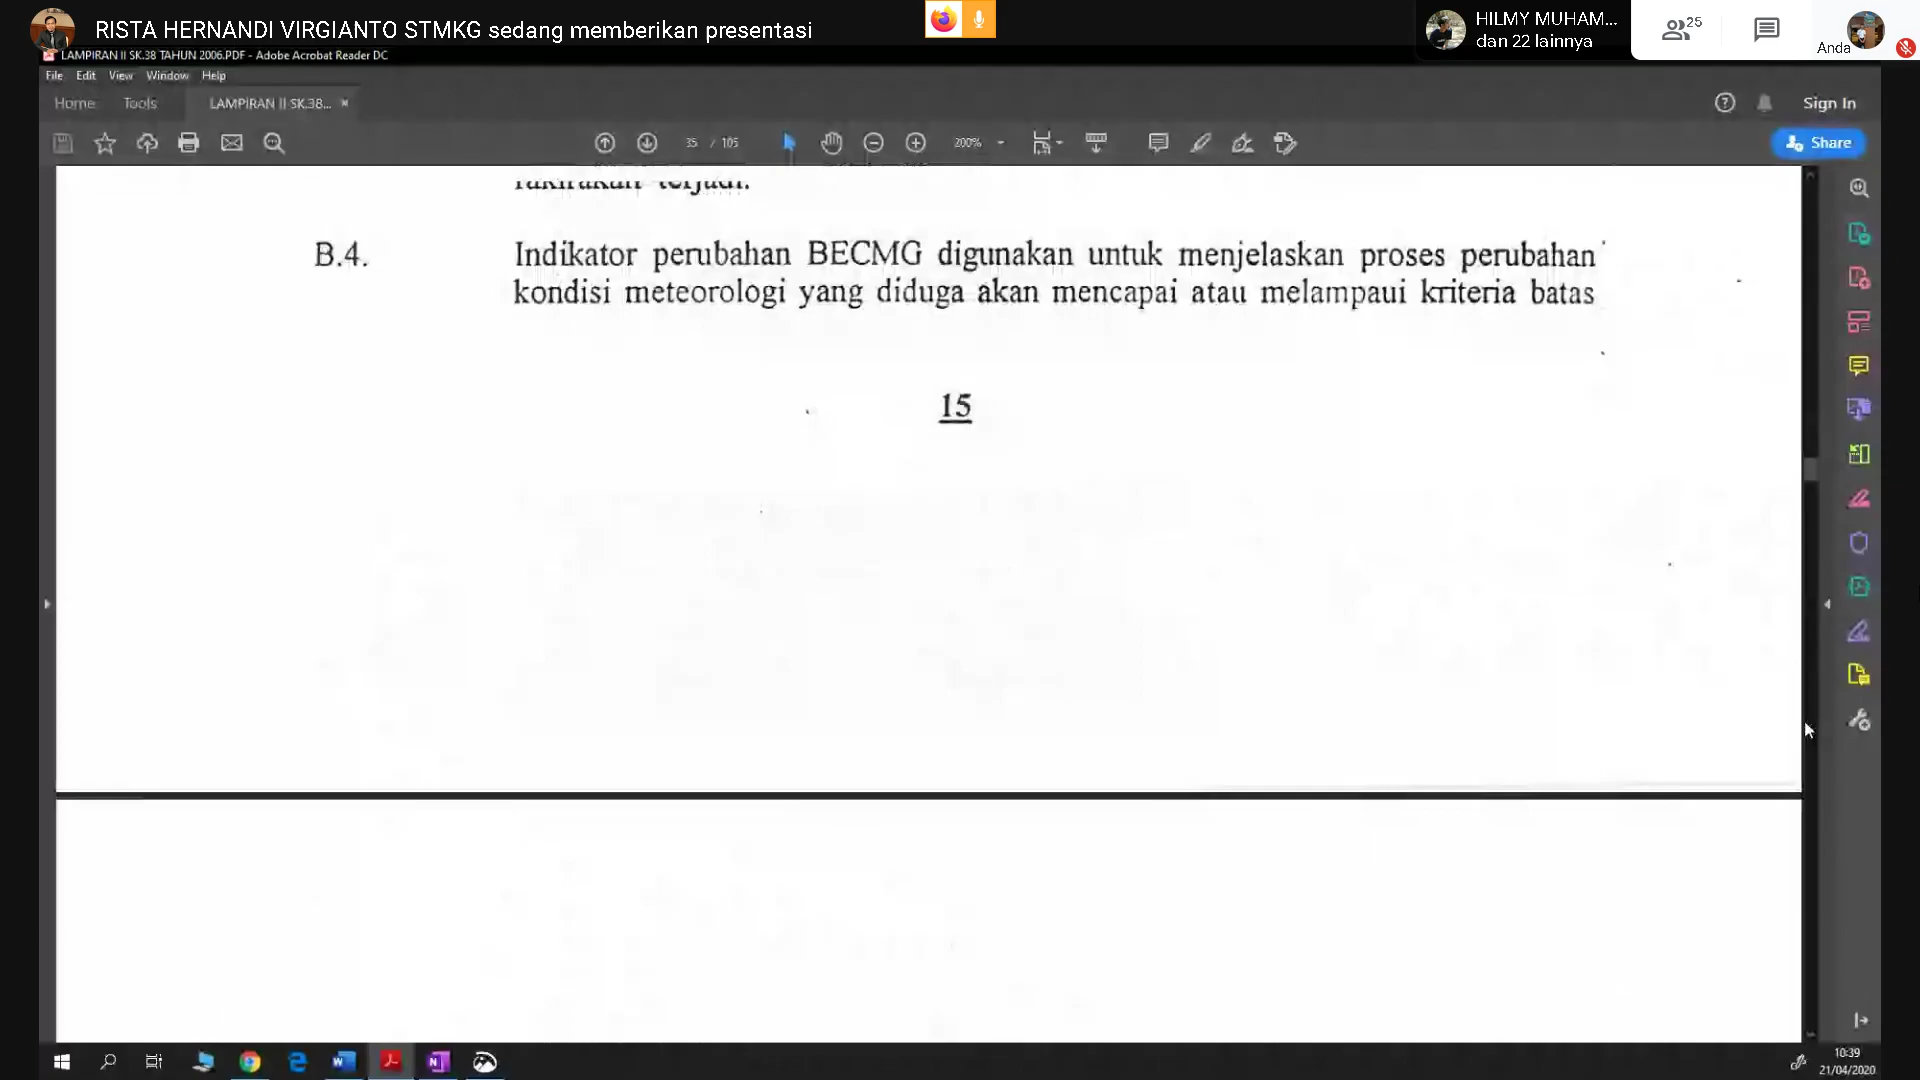 RISTA HERNANDI VIRGIANTO STMKG sedang memberikan presentasi
HILMY MUHAM...
dan 22 lainnya
25
Anda
LAMPIRAN II SK.38 TAHUN 2006.PDF - Adobe Acrobat Reader DC
File Edit View Window Help
Home Tools LAMPIRAN II SK.38... ×
Sign In
35 / 105
200%
Share
terjadi.
B.4. Indikator perubahan BECMG digunakan untuk menjelaskan proses perubahan
kondisi meteorologi yang diduga akan mencapai atau melampaui kriteria batas
15
10:39
21/04/2020